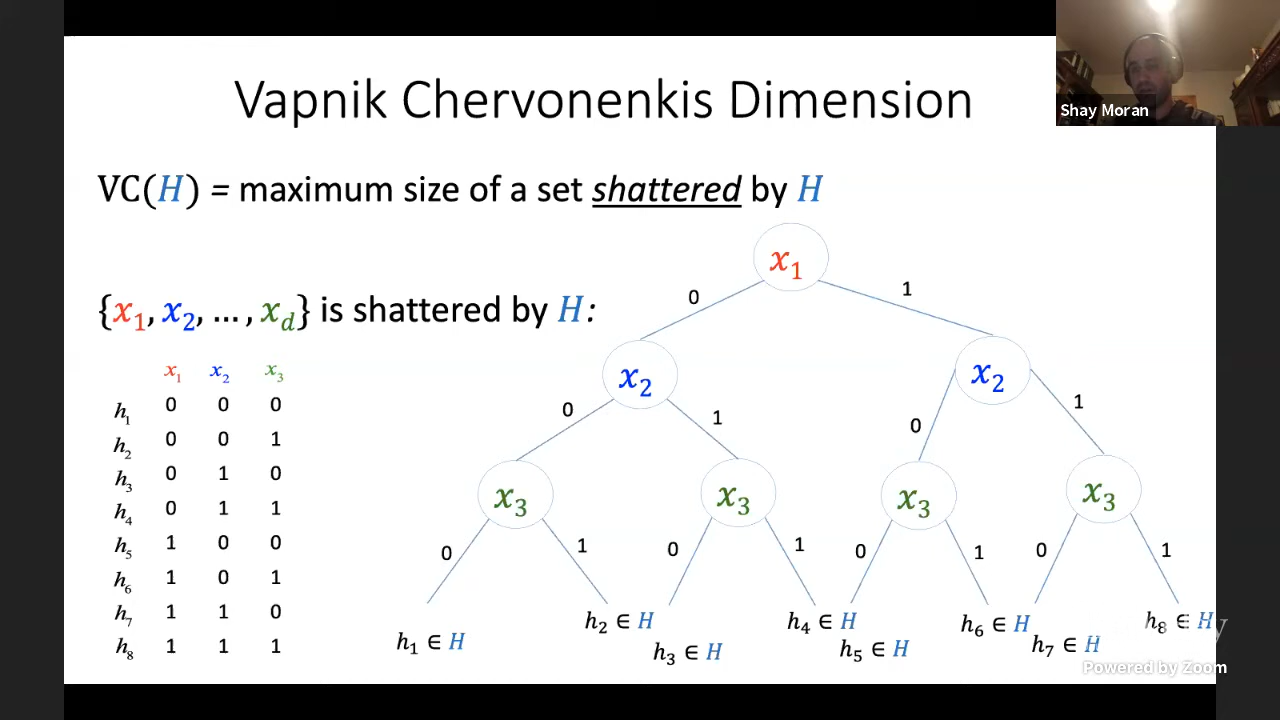 Vapnik Chervonenkis Dimension
Shay Moran
VC(H) = maximum size of a set shattered by H
{x₁, x₂, ..., x_d} is shattered by H:
x₁ x₂ x₃
h₁ 0 0 0
h₂ 0 0 1
h₃ 0 1 0
h₄ 0 1 1
h₅ 1 0 0
h₆ 1 0 1
h₇ 1 1 0
h₈ 1 1 1
x₁
0 1
x₂ x₂
0 1 0 1
x₃ x₃ x₃ x₃
0 1 0 1 0 1 0 1
h₁ ∈ H
h₂ ∈ H
h₃ ∈ H
h₄ ∈ H
h₅ ∈ H
h₆ ∈ H
h₇ ∈ H
h₈ ∈ H
Powered by Zoom